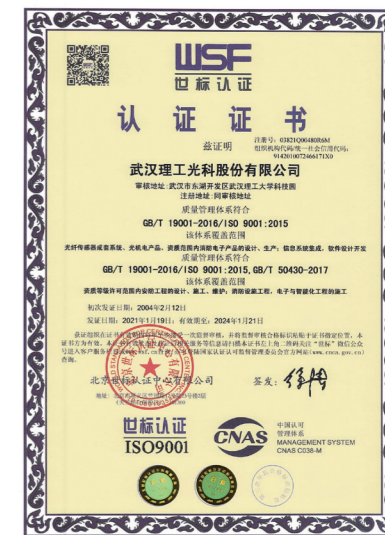 WSF
世标认证
认证证书
兹证明
注册号：03821Q00480R6M
组织机构代码/统一社会信用代码：
9142010072466171X0
武汉理工光科股份有限公司
审核地址：武汉市东湖开发区武汉理工大学科技园
注册地址：同审核地址
质量管理体系符合
GB/T 19001-2016/ISO 9001:2015
该体系覆盖范围
光纤传感器或套系统、光机电产品、资质范围内消防电子产品的设计、生产；信息系统集成，软件设计开发
质量管理体系符合
GB/T 19001-2016/ISO 9001:2015, GB/T 50430-2017
该体系覆盖范围
资质等级许可范围内安防工程的设计、施工、维护；消防设施工程，电子与智能化工程的施工
初次发证日期：2004年2月12日
发证日期：2021年1月19日，有效期至：2024年1月21日
北京世标认证中心有限公司
签发：
世标认证
ISO9001
CNAS
中国认可
管理体系
MANAGEMENT SYSTEM
CNAS C038-M